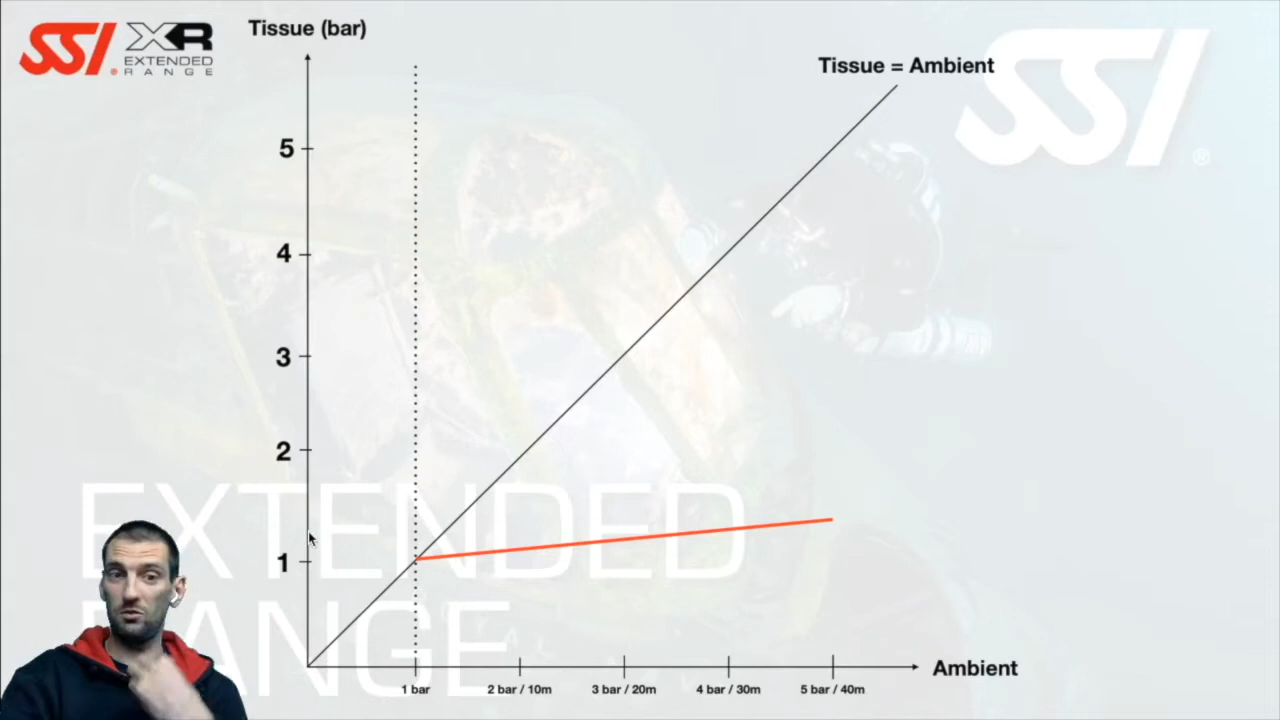 SSI XR
EXTENDED
® RANGE
Tissue (bar)
Tissue = Ambient
SSI
®
5
4
3
2
1
EXTENDED
RANGE
Ambient
1 bar
2 bar / 10m
3 bar / 20m
4 bar / 30m
5 bar / 40m